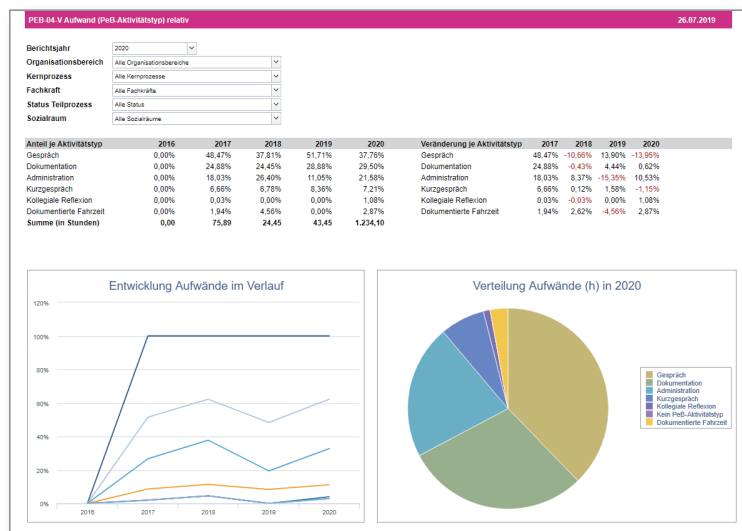 PEB-04-V Aufwand (PeB-Aktivitätstyp) relativ 26.07.2019
Berichtsjahr 2020
Organisationsbereich Alle Organisationsbereiche
Kernprozess Alle Kernprozesse
Fachkraft Alle Fachkräfte
Status Teilprozess Alle Status
Sozialraum Alle Sozialräume
Anteil je Aktivitätstyp 2016 2017 2018 2019 2020 Veränderung je Aktivitätstyp 2017 2018 2019 2020
Gespräch 0,00% 48,47% 37,81% 51,71% 37,76% Gespräch 48,47% -10,66% 13,90% -13,95%
Dokumentation 0,00% 24,88% 24,45% 28,88% 29,50% Dokumentation 24,88% -0,43% 4,44% 0,62%
Administration 0,00% 18,03% 26,40% 11,05% 21,58% Administration 18,03% 8,37% -15,35% 10,53%
Kurzgespräch 0,00% 6,66% 6,78% 8,36% 7,21% Kurzgespräch 6,66% 0,12% 1,58% -1,15%
Kollegiale Reflexion 0,00% 0,03% 0,00% 0,00% 1,08% Kollegiale Reflexion 0,03% -0,03% 0,00% 1,08%
Dokumentierte Fahrzeit 0,00% 1,94% 4,56% 0,00% 2,87% Dokumentierte Fahrzeit 1,94% 2,62% -4,56% 2,87%
Summe (in Stunden) 0,00 75,89 24,45 43,45 1.234,10
Entwicklung Aufwände im Verlauf
120%
100%
80%
60%
40%
20%
0%
2016 2017 2018 2019 2020
Verteilung Aufwände (h) in 2020
Gespräch
Dokumentation
Administration
Kurzgespräch
Kollegiale Reflexion
Kein PeB-Aktivitätstyp
Dokumentierte Fahrzeit